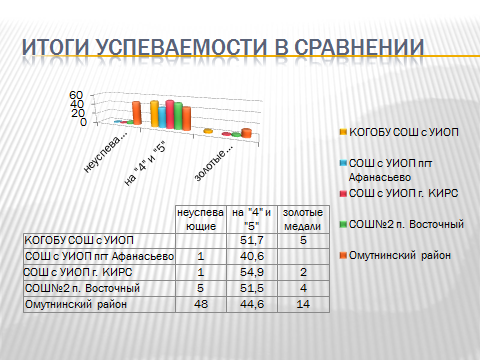 ИТОГИ УСПЕВАЕМОСТИ В СРАВНЕНИИ
60
40
20
0
неуспева...
на "4" и "5"
золотые...
КОГОБУ СОШ с УИОП
СОШ с УИОП пгт
Афанасьево
СОШ с УИОП г. КИРС
СОШ№2 п. Восточный
Омутнинский район
неуспева на "4" и золотые
ющие "5" медали
КОГОБУ СОШ с УИОП 51,7 5
СОШ с УИОП пгт Афанасьево 1 40,6
СОШ с УИОП г. КИРС 1 54,9 2
СОШ№2 п. Восточный 5 51,5 4
Омутнинский район 48 44,6 14